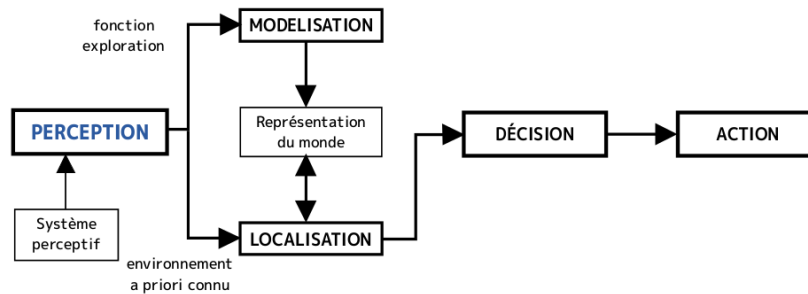 fonction
exploration
MODELISATION
PERCEPTION
Représentation
du monde
DÉCISION
ACTION
Système
perceptif
LOCALISATION
environnement
a priori connu